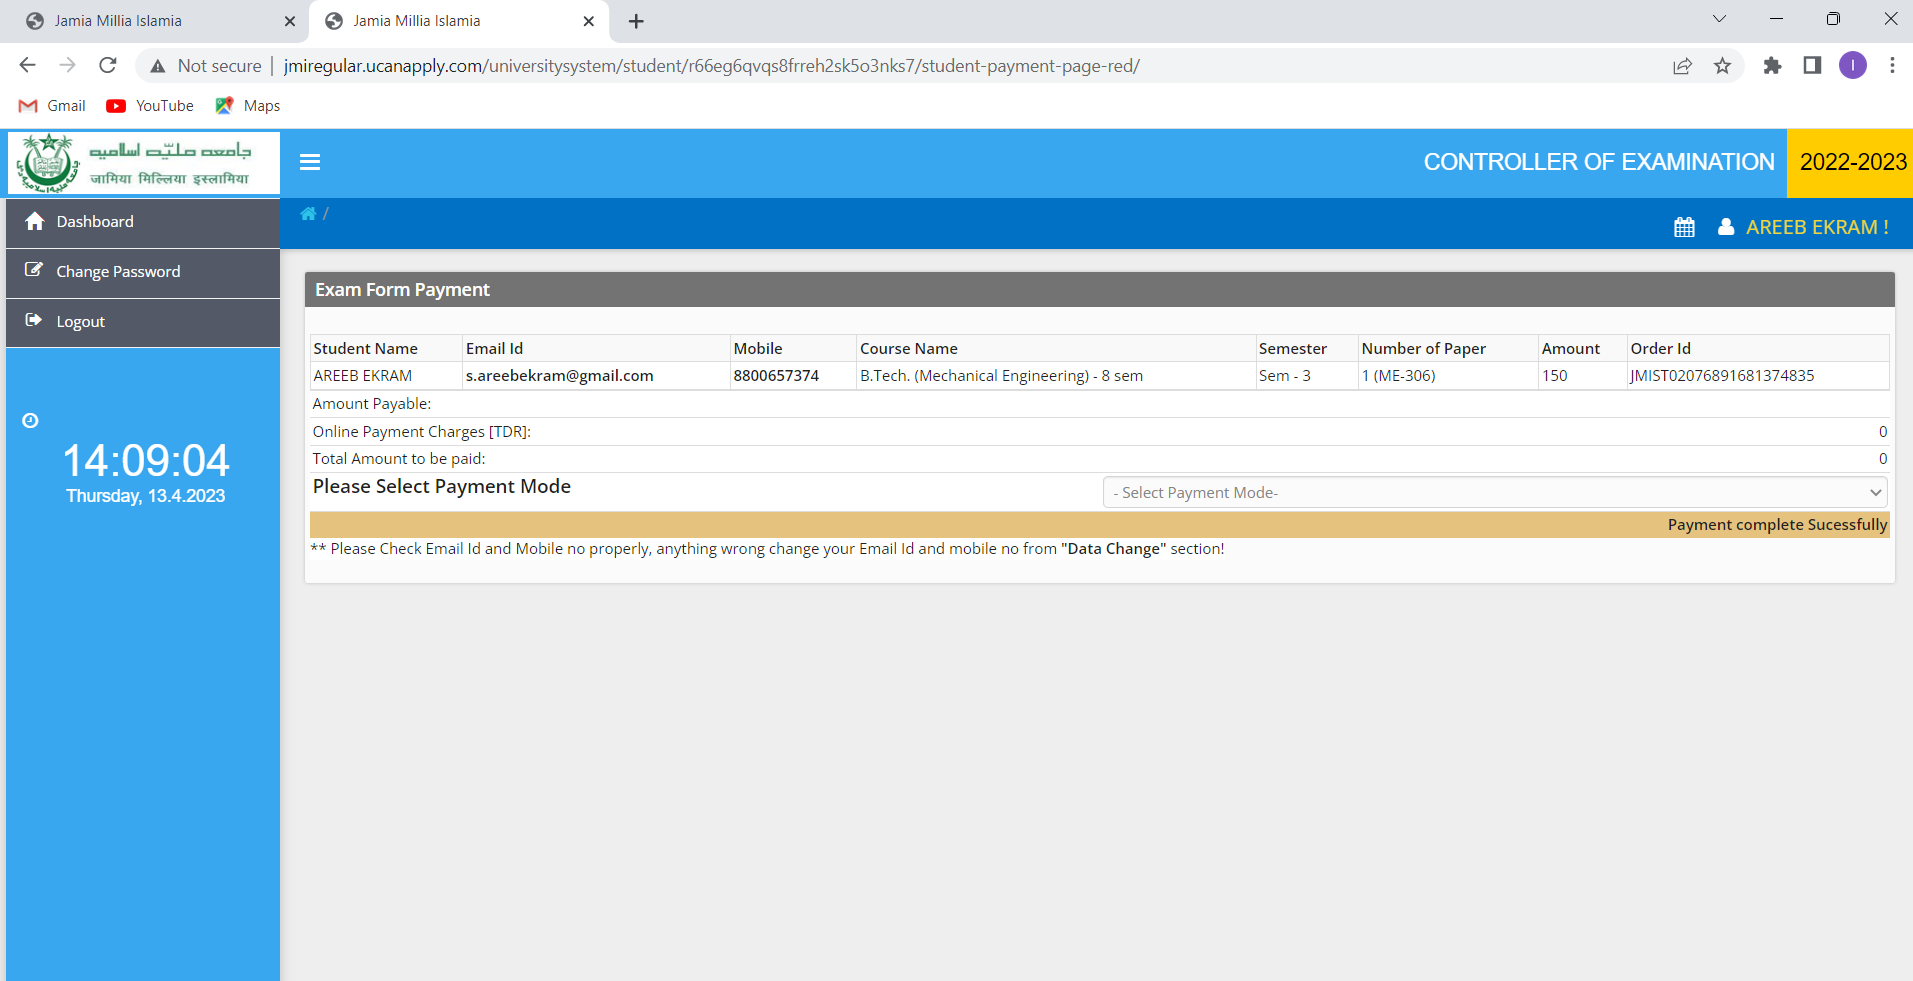 Jamia Millia Islamia
Jamia Millia Islamia
Not secure | jmiregular.ucanapply.com/universitysystem/student/r66eg6qvqs8frreh2sk5o3nks7/student-payment-page-red/
I
Gmail YouTube Maps
جامعہ ملیّہ اسلامیہ
जामिया मिल्लिया इस्लामिया
CONTROLLER OF EXAMINATION 2022-2023
/
AREEB EKRAM !
Dashboard
Change Password
Logout
14:09:04
Thursday, 13.4.2023
Exam Form Payment
Student Name Email Id Mobile Course Name Semester Number of Paper Amount Order Id
AREEB EKRAM s.areebekram@gmail.com 8800657374 B.Tech. (Mechanical Engineering) - 8 sem Sem - 3 1 (ME-306) 150 JMIST02076891681374835
Amount Payable:
Online Payment Charges [TDR]: 0
Total Amount to be paid: 0
Please Select Payment Mode - Select Payment Mode-
Payment complete Sucessfully
** Please Check Email Id and Mobile no properly, anything wrong change your Email Id and mobile no from "Data Change" section!